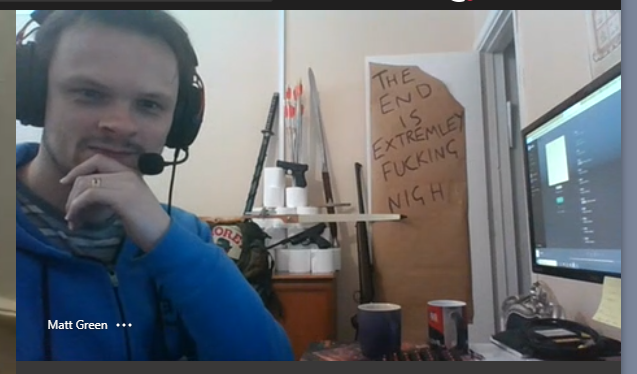 THE
END
IS
EXTREMLEY
FUCKING
NIGH
Matt Green